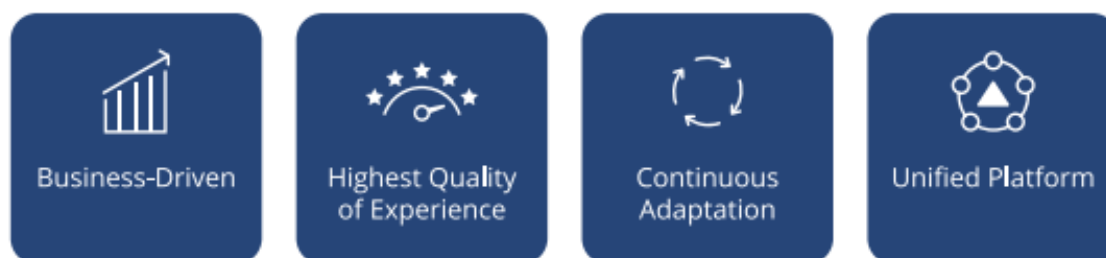 Business-Driven
Highest Quality
of Experience
Continuous
Adaptation
Unified Platform